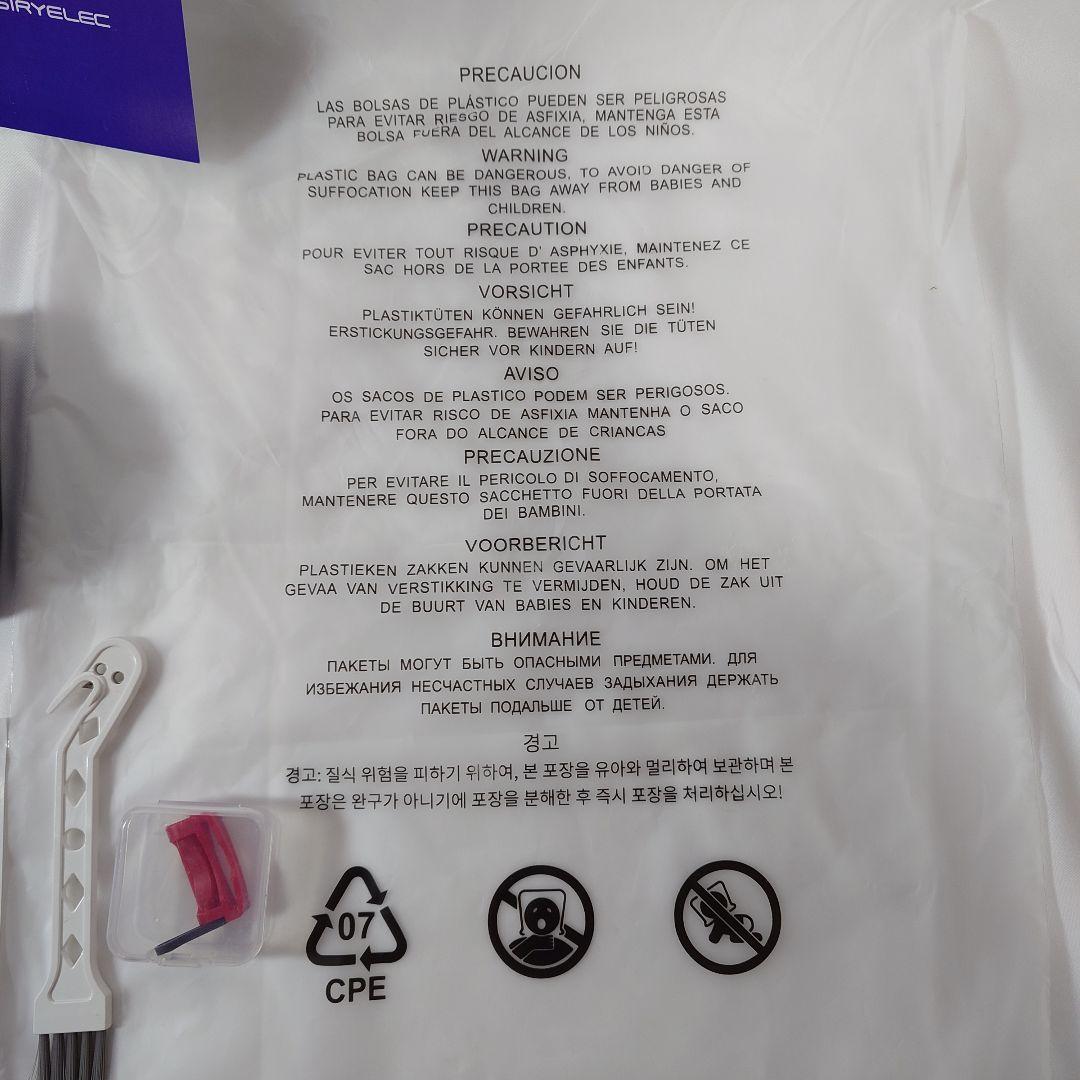 SIRYELEC
PRECAUCION
LAS BOLSAS DE PLÁSTICO PUEDEN SER PELIGROSAS
PARA EVITAR RIESGO DE ASFIXIA, MANTENGA ESTA
BOLSA FUERA DEL ALCANCE DE LOS NIÑOS.
WARNING
PLASTIC BAG CAN BE DANGEROUS, TO AVOID DANGER OF
SUFFOCATION KEEP THIS BAG AWAY FROM BABIES AND
CHILDREN.
PRECAUTION
POUR EVITER TOUT RISQUE D' ASPHYXIE, MAINTENEZ CE
SAC HORS DE LA PORTEE DES ENFANTS.
VORSICHT
PLASTIKTÜTEN KÖNNEN GEFAHRLICH SEIN!
ERSTICKUNGSGEFAHR. BEWAHREN SIE DIE TÜTEN
SICHER VOR KINDERN AUF!
AVISO
OS SACOS DE PLASTICO PODEM SER PERIGOSOS.
PARA EVITAR RISCO DE ASFIXIA MANTENHA O SACO
FORA DO ALCANCE DE CRIANCAS
PRECAUZIONE
PER EVITARE IL PERICOLO DI SOFFOCAMENTO,
MANTENERE QUESTO SACCHETTO FUORI DELLA PORTATA
DEI BAMBINI.
VOORBERICHT
PLASTIEKEN ZAKKEN KUNNEN GEVAARLIJK ZIJN. OM HET
GEVAA VAN VERSTIKKING TE VERMIJDEN, HOUD DE ZAK UIT
DE BUURT VAN BABIES EN KINDEREN.
ВНИМАНИЕ
ПАКЕТЫ МОГУТ БЫТЬ ОПАСНЫМИ ПРЕДМЕТАМИ. ДЛЯ
ИЗБЕЖАНИЯ НЕСЧАСТНЫХ СЛУЧАЕВ ЗАДЫХАНИЯ ДЕРЖАТЬ
ПАКЕТЫ ПОДАЛЬШЕ ОТ ДЕТЕЙ.
경고
경고: 질식 위험을 피하기 위하여, 본 포장을 유아와 멀리하여 보관하며 본
포장은 완구가 아니기에 포장을 분해한 후 즉시 포장을 처리하십시오!
07
CPE